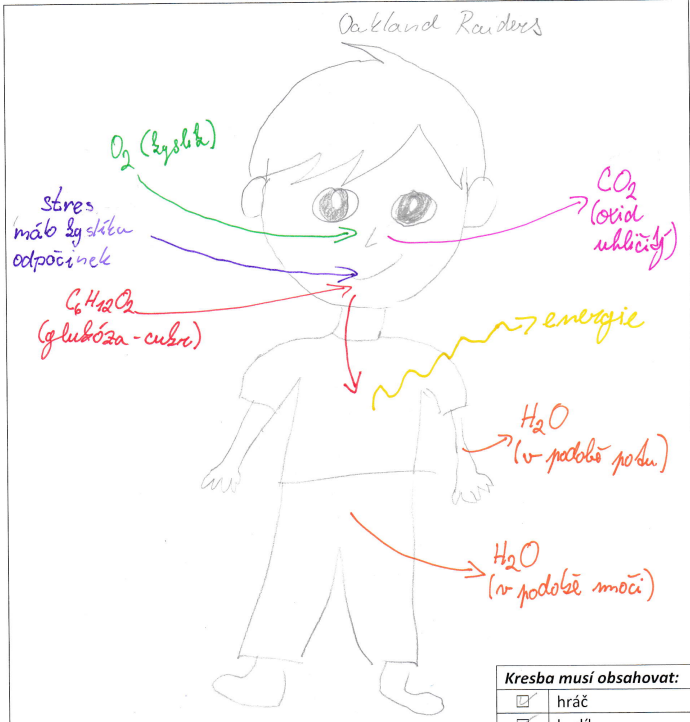 Oakland Raiders
O₂ (kyslík)
stres
málo kyslíku
odpočinek
C₆H₁₂O₂
(glukóza - cukr)
CO₂
(oxid
uhličitý)
energie
H₂O
(v podobě potu)
H₂O
(v podobě moči)
Kresba musí obsahovat:
hráč